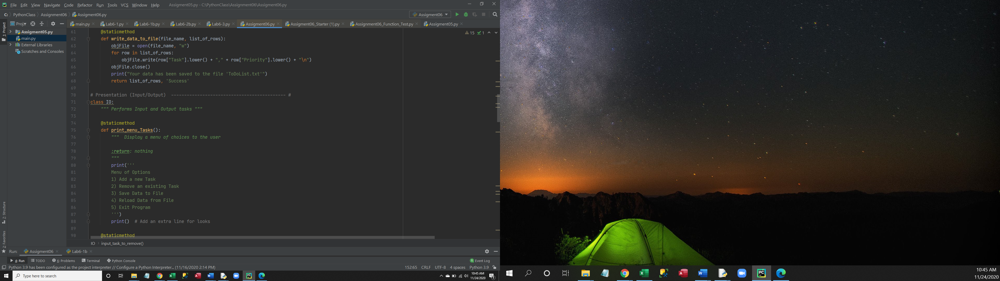 File Edit View Navigate Code Refactor Run Tools VCS Window Help Assigment05.py - C:\PythonClass\Assignment06\Assigment06.py
C: PythonClass Assignment06 Assigment06.py Assigment06
1: Project
Proj main.py Lab6-1.py Lab6-1b.py Lab6-2b.py Lab6-3.py Assigment06.py Assigment06_Starter (1).py Assignment06_Function_Test.py Assigment05.py
Assigment05.py
main.py
External Libraries
Scratches and Consoles
15 1
61 @staticmethod
62 def write_data_to_file(file_name, list_of_rows):
63 objFile = open(file_name, "w")
64 for row in list_of_rows:
65 objFile.write(row["Task"].lower() + "," + row["Priority"].lower() + "\n")
66 objFile.close()
67 print("Your data has been saved to the file 'ToDoList.txt'")
68 return list_of_rows, 'Success'
69
70 # Presentation (Input/Output) -------------------------------------------- #
71 class IO:
72 """ Performs Input and Output tasks """
73
74 @staticmethod
75 def print_menu_Tasks():
76 """ Display a menu of choices to the user
77
78 :return: nothing
79 """
80 print('''
81 Menu of Options
82 1) Add a new Task
83 2) Remove an existing Task
84 3) Save Data to File
85 4) Reload Data from File
86 5) Exit Program
87 ''')
88 print() # Add an extra line for looks
89
90 @staticmethod
IO input_task_to_remove()
Z: Structure
2: Favorites
Run: Assigment06 Lab6-1b
4: Run TODO 6: Problems Terminal Python Console 1 Event Log
Python 3.9 has been configured as the project interpreter // Configure a Python Interpreter... (11/16/2020 2:14 PM) 152:65 CRLF UTF-8 4 spaces Python 3.9
Type here to search
10:45 AM
11/24/2020
10:45 AM
11/24/2020